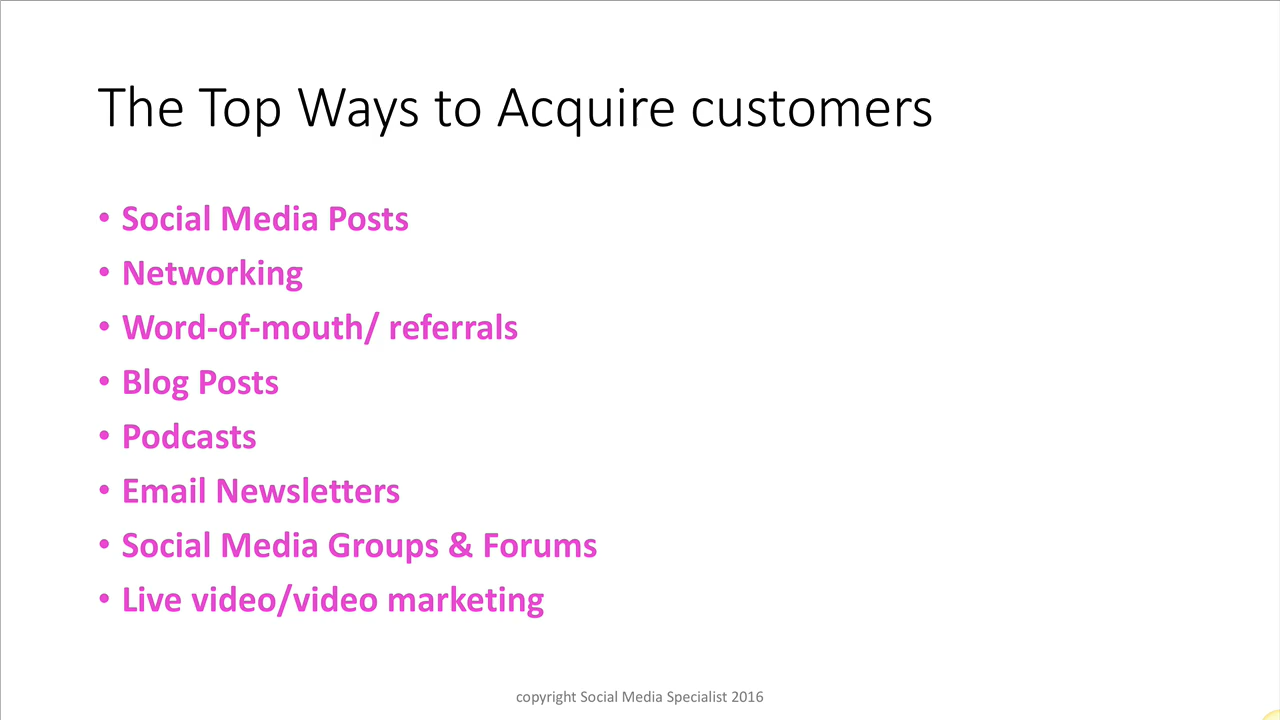 The Top Ways to Acquire customers
• Social Media Posts
• Networking
• Word-of-mouth/ referrals
• Blog Posts
• Podcasts
• Email Newsletters
• Social Media Groups & Forums
• Live video/video marketing
copyright Social Media Specialist 2016